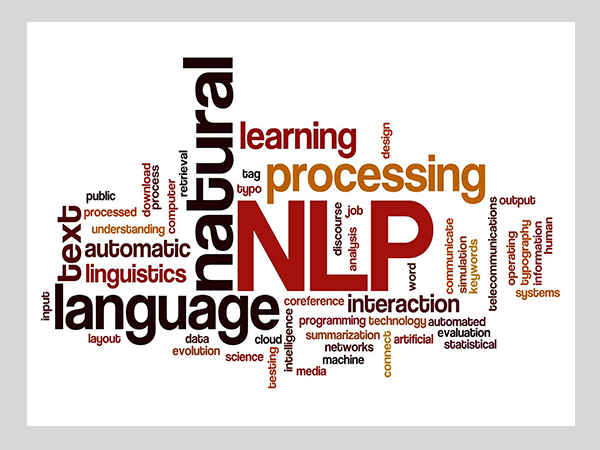 natural
learning
design
processing
retrieval
tag
typo
download
process
computer
public
processed
understanding
text
automatic
linguistics
NLP
discourse
analysis
job
word
communicate
simulation
keywords
telecommunications
output
operating
typography
information
human
systems
input
language
coreference
interaction
layout
data
evolution
cloud
science
testing
intelligence
programming
technology
automated
summarization
evaluation
networks
connect
artificial
statistical
machine
media